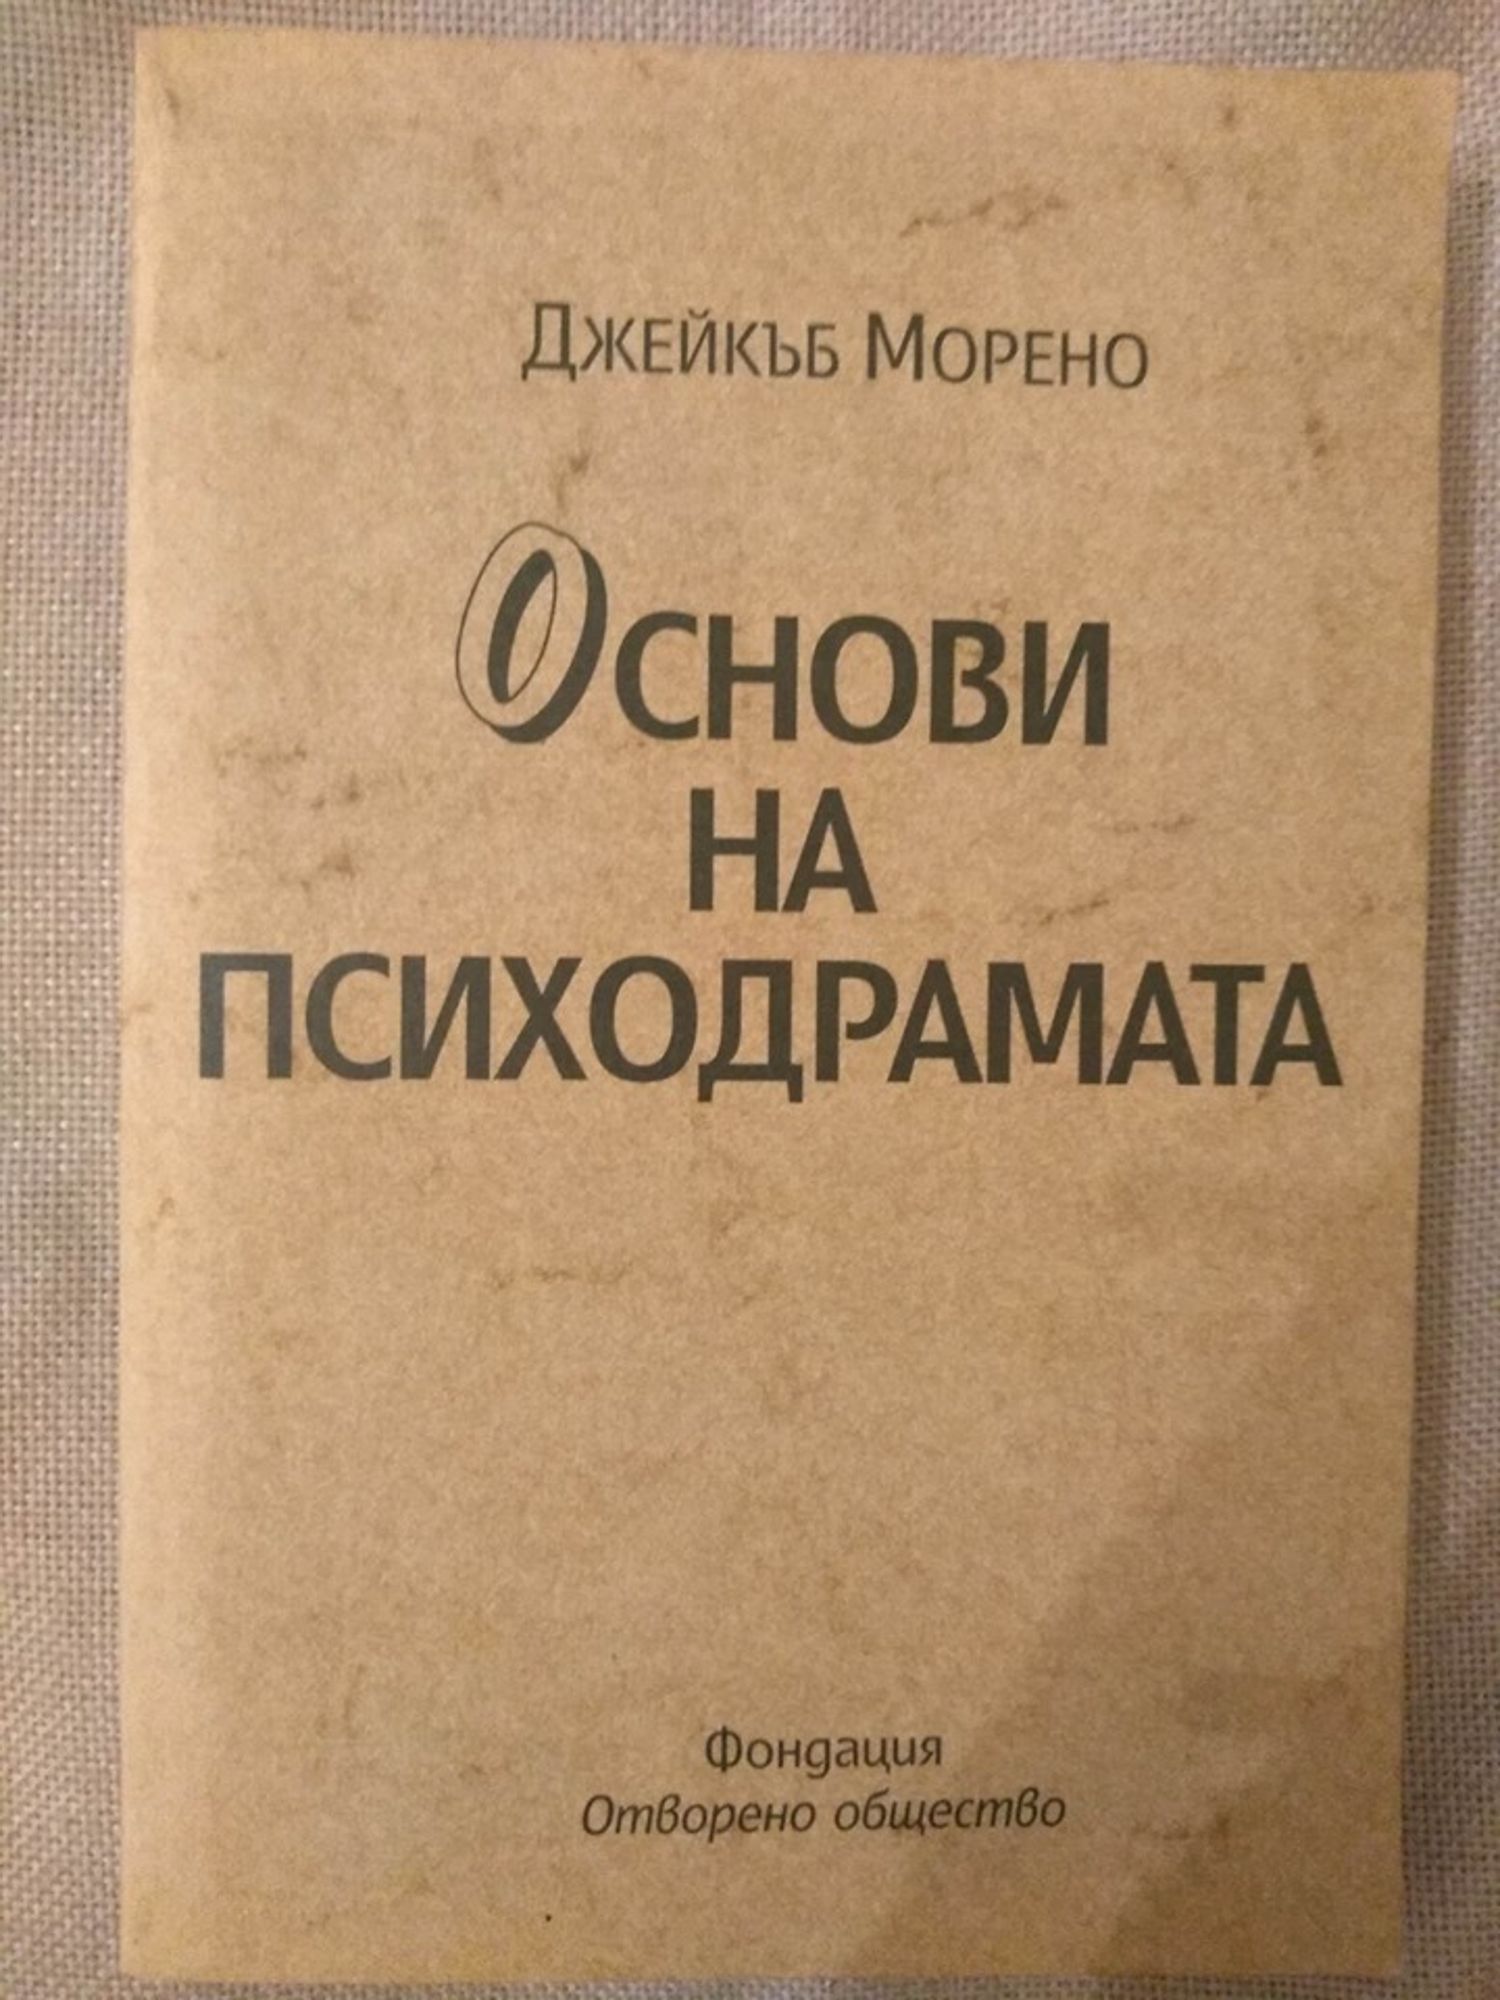 Джейкъб Морено
Основи
на
психодрамата
Фондация
Отворено общество